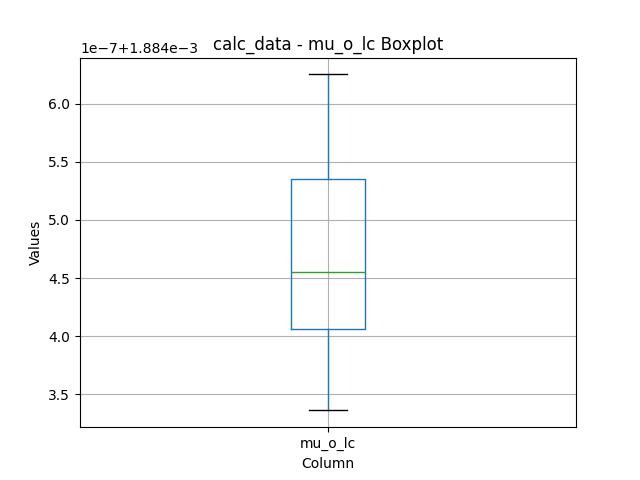 calc_data - mu_o_lc Boxplot
1e−7+1.884e−3
6.0
5.5
5.0
4.5
4.0
3.5
Values
mu_o_lc
Column